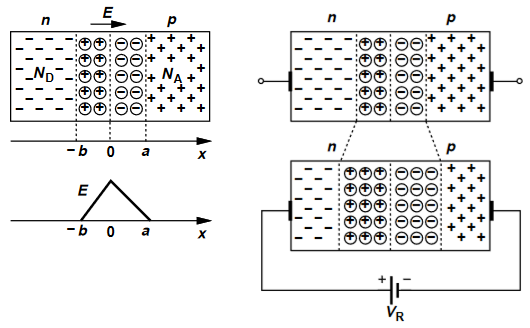 n E p
N_D N_A
– b 0 a x
E
– b 0 a x
n p
n p
+ –
V_R